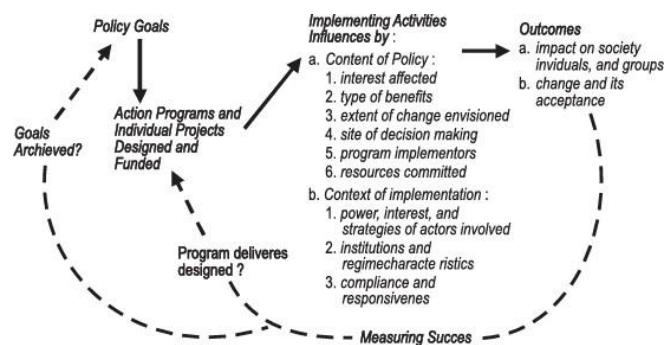 Policy Goals
Goals
Archieved?
Action Programs and
Individual Projects
Designed and
Funded
Program deliveres
designed ?
Implementing Activities
Influences by :
a. Content of Policy :
1. interest affected
2. type of benefits
3. extent of change envisioned
4. site of decision making
5. program implementors
6. resources committed
b. Context of implementation :
1. power, interest, and
strategies of actors involved
2. institutions and
regimecharacte ristics
3. compliance and
responsivenes
Outcomes
a. impact on society
inviduals, and groups
b. change and its
acceptance
Measuring Succes